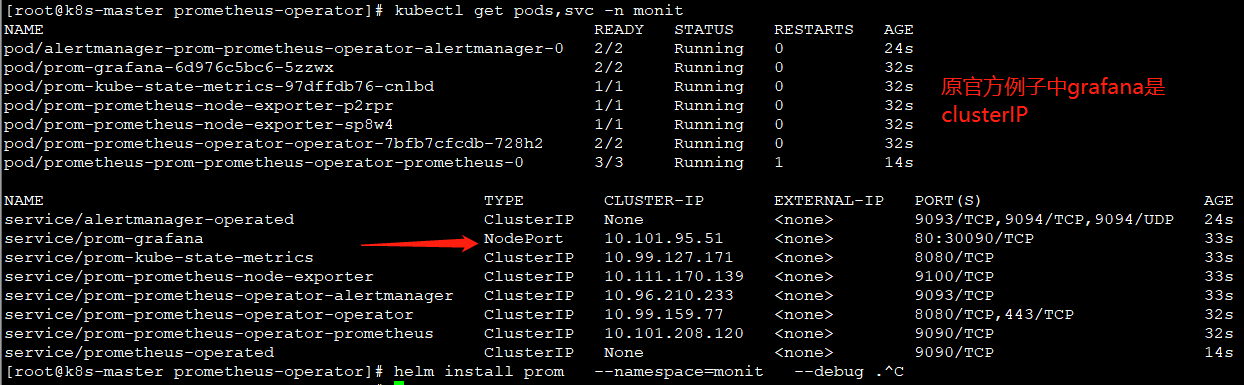 [root@k8s-master prometheus-operator]# kubectl get pods,svc -n monit
NAME READY STATUS RESTARTS AGE
pod/alertmanager-prom-prometheus-operator-alertmanager-0 2/2 Running 0 24s
pod/prom-grafana-6d976c5bc6-5zzwx 2/2 Running 0 32s
pod/prom-kube-state-metrics-97dffdb76-cnlbd 1/1 Running 0 32s
pod/prom-prometheus-node-exporter-p2rpr 1/1 Running 0 32s
pod/prom-prometheus-node-exporter-sp8w4 1/1 Running 0 32s
pod/prom-prometheus-operator-operator-7bfb7cfcdb-728h2 2/2 Running 0 32s
pod/prometheus-prom-prometheus-operator-prometheus-0 3/3 Running 1 14s
原官方例子中grafana是
clusterIP
NAME TYPE CLUSTER-IP EXTERNAL-IP PORT(S) AGE
service/alertmanager-operated ClusterIP None <none> 9093/TCP,9094/TCP,9094/UDP 24s
service/prom-grafana NodePort 10.101.95.51 <none> 80:30090/TCP 33s
service/prom-kube-state-metrics ClusterIP 10.99.127.171 <none> 8080/TCP 33s
service/prom-prometheus-node-exporter ClusterIP 10.111.170.139 <none> 9100/TCP 33s
service/prom-prometheus-operator-alertmanager ClusterIP 10.96.210.233 <none> 9093/TCP 33s
service/prom-prometheus-operator-operator ClusterIP 10.99.159.77 <none> 8080/TCP,443/TCP 32s
service/prom-prometheus-operator-prometheus ClusterIP 10.101.208.120 <none> 9090/TCP 32s
service/prometheus-operated ClusterIP None <none> 9090/TCP 14s
[root@k8s-master prometheus-operator]# helm install prom --namespace=monit --debug .^C